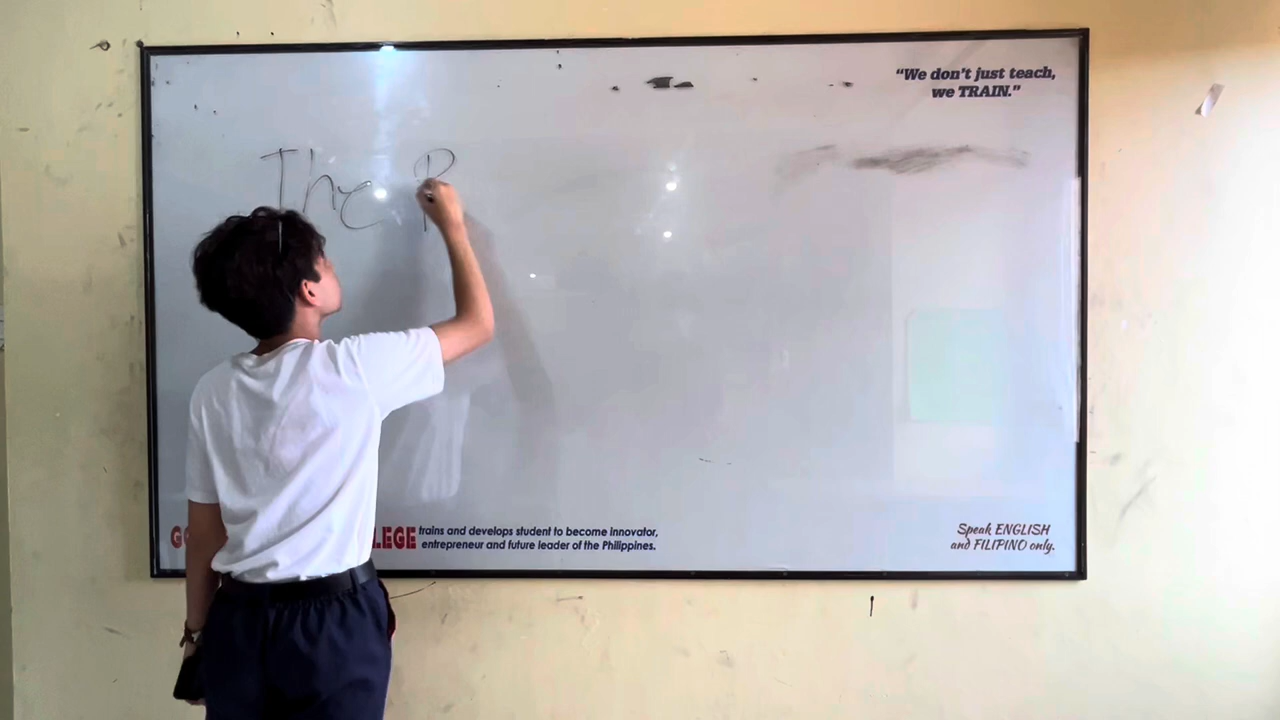 “We don’t just teach,
we TRAIN.”
The P
LEGE trains and develops student to become innovator,
entrepreneur and future leader of the Philippines.
Speak ENGLISH
and FILIPINO only.